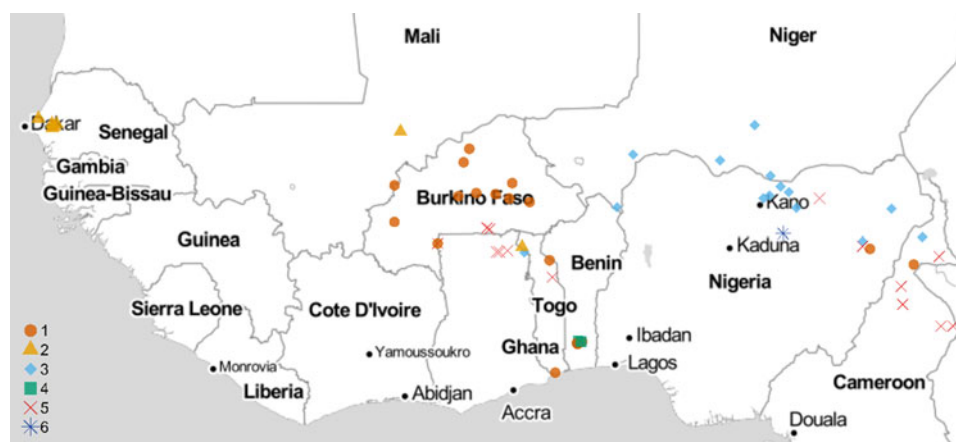 Mali
Niger
Dakar
Senegal
Gambia
Guinea-Bissau
Burkino Faso
Kano
Guinea
Kaduna
Benin
Nigeria
Sierra Leone
Cote D'Ivoire
Togo
Ghana
Ibadan
Yamoussoukro
Monrovia
Lagos
Liberia
Abidjan
Accra
Cameroon
Douala
1
2
3
4
5
6